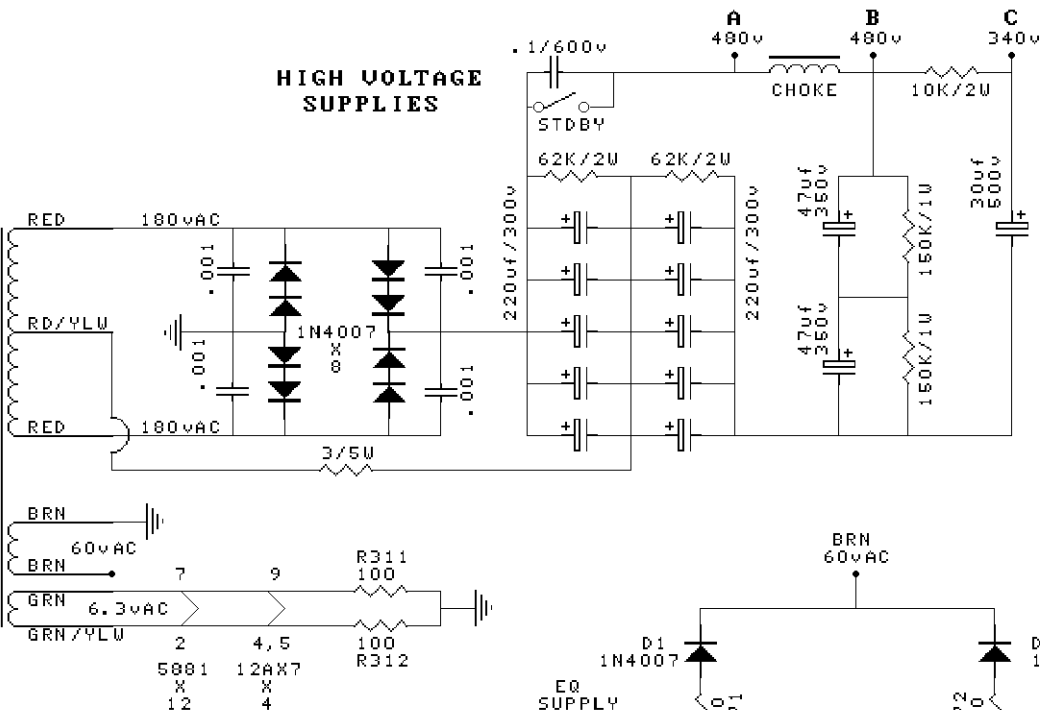 A
B
C
480v
480v
340v
.1/600v
HIGH VOLTAGE
SUPPLIES
CHOKE
10K/2W
STDBY
62K/2W
62K/2W
220uf/300v
220uf/300v
47uf
350v
150K/1W
30uf
500v
47uf
350v
150K/1W
RED
180vAC
.001
.001
RD/YLW
1N4007
X
8
.001
.001
RED
180vAC
3/5W
BRN
60vAC
BRN
GRN
6.3vAC
GRN/YLW
7
9
R311
100
2
4,5
100
R312
5881
X
12
12AX7
X
4
BRN
60vAC
D1
1N4007
EQ
SUPPLY
D
1